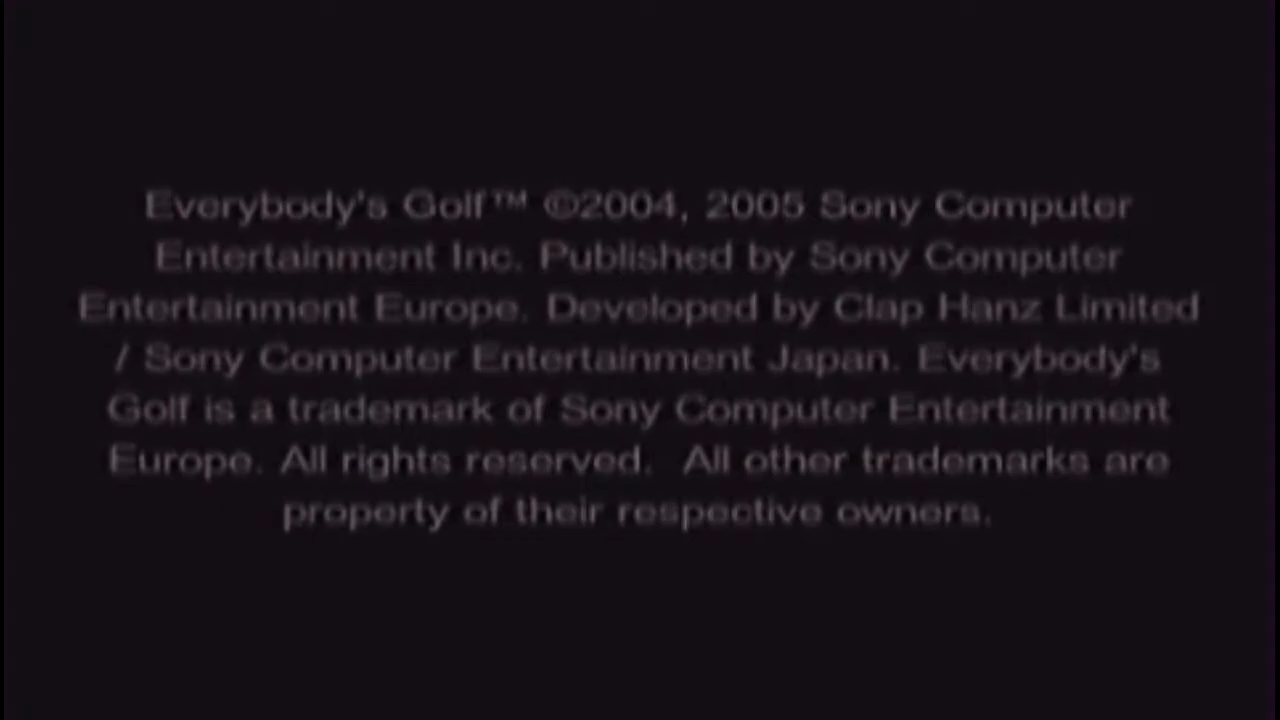 Everybody's Golf™ ©2004, 2005 Sony Computer
Entertainment Inc. Published by Sony Computer
Entertainment Europe. Developed by Clap Hanz Limited
/ Sony Computer Entertainment Japan. Everybody's
Golf is a trademark of Sony Computer Entertainment
Europe. All rights reserved.  All other trademarks are
property of their respective owners.